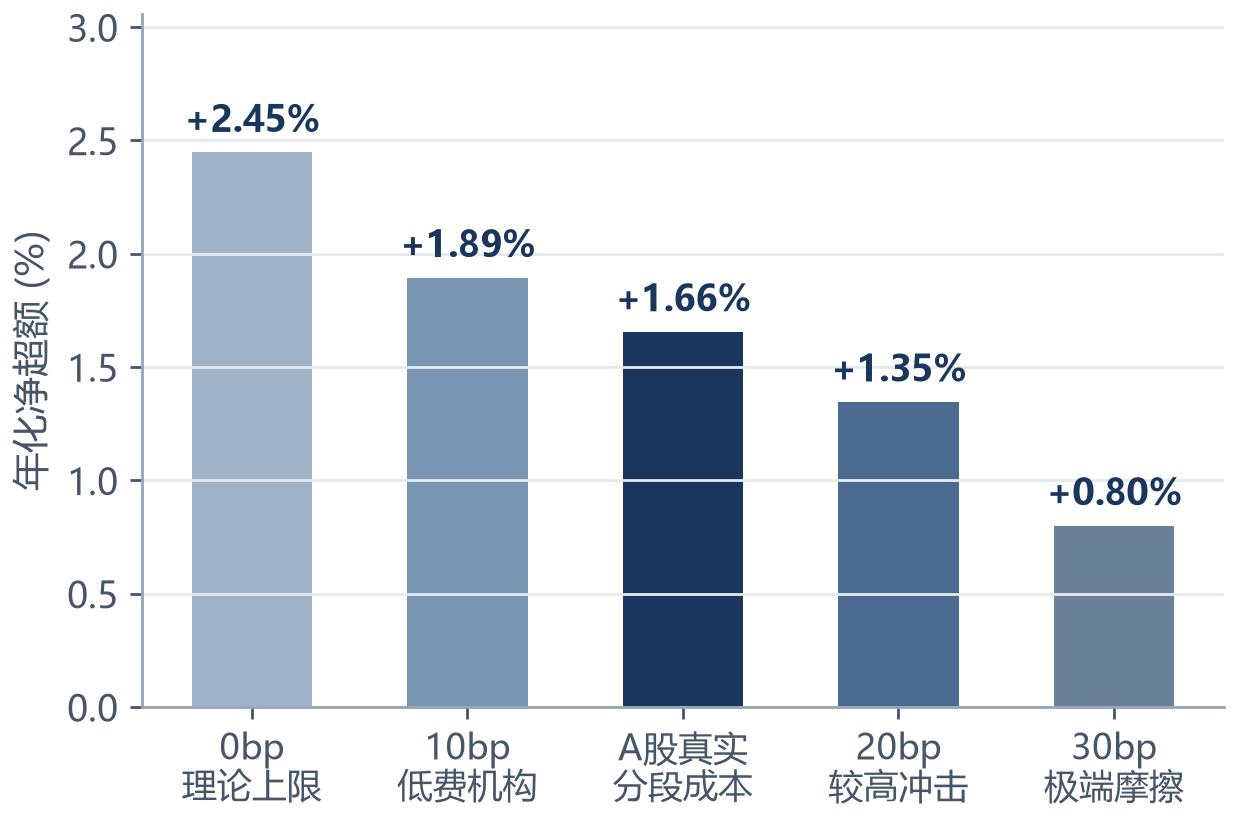 年化净超额 (%)
3.0
2.5
2.0
1.5
1.0
0.5
0.0
+2.45%
+1.89%
+1.66%
+1.35%
+0.80%
0bp
理论上限
10bp
低费机构
A股真实
分段成本
20bp
较高冲击
30bp
极端摩擦